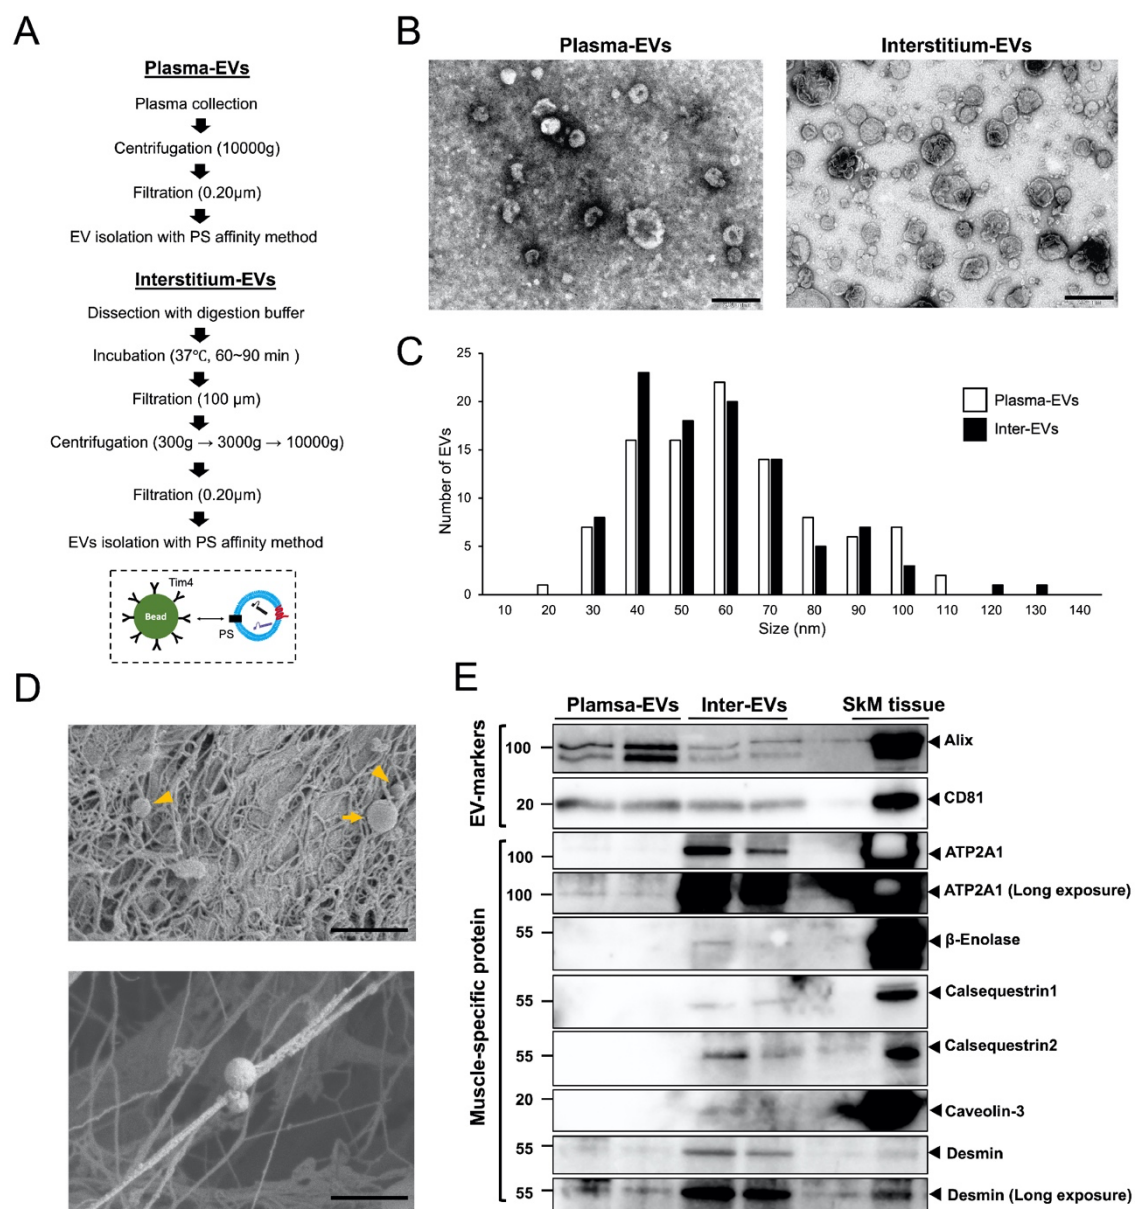 A
Plasma-EVs
Plasma collection
Centrifugation (10000g)
Filtration (0.20µm)
EV isolation with PS affinity method
Interstitium-EVs
Dissection with digestion buffer
Incubation (37℃, 60~90 min )
Filtration (100 µm)
Centrifugation (300g → 3000g → 10000g)
Filtration (0.20µm)
EVs isolation with PS affinity method
Tim4
Bead
PS
B
Plasma-EVs
Interstitium-EVs
C
25
20
15
10
5
0
Number of EVs
Plasma-EVs
Inter-EVs
10 20 30 40 50 60 70 80 90 100 110 120 130 140
Size (nm)
D
E
Plamsa-EVs Inter-EVs SkM tissue
EV-markers
100 Alix
20 CD81
Muscle-specific protein
100 ATP2A1
100 ATP2A1 (Long exposure)
55 β-Enolase
55 Calsequestrin1
55 Calsequestrin2
20 Caveolin-3
55 Desmin
55 Desmin (Long exposure)